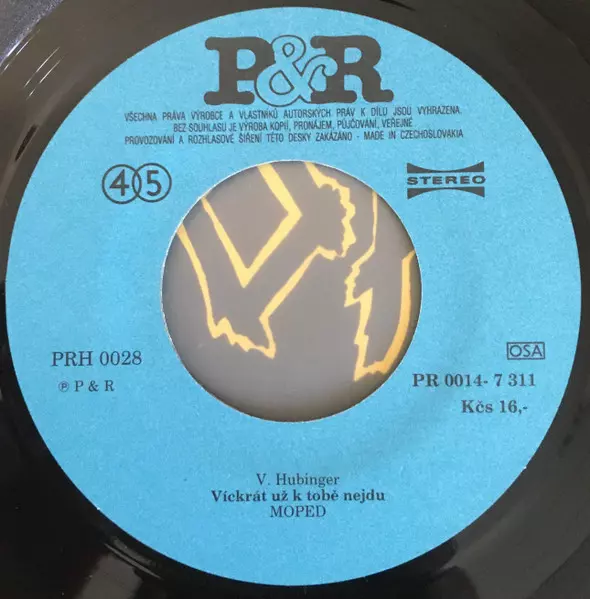 P&R
VŠECHNA PRÁVA VÝROBCE A VLASTNÍKŮ AUTORSKÝCH PRÁV K DÍLU JSOU VYHRAZENA.
BEZ SOUHLASU JE VÝROBA KOPIÍ, PRONÁJEM, PŮJČOVÁNÍ, VEŘEJNÉ
PROVOZOVÁNÍ A ROZHLASOVÉ ŠÍŘENÍ TÉTO DESKY ZAKÁZÁNO - MADE IN CZECHOSLOVAKIA
45
STEREO
PRH 0028
℗ P & R
OSA
PR 0014- 7 311
Kčs 16,-
V. Hubinger
Víckrát už k tobě nejdu
MOPED